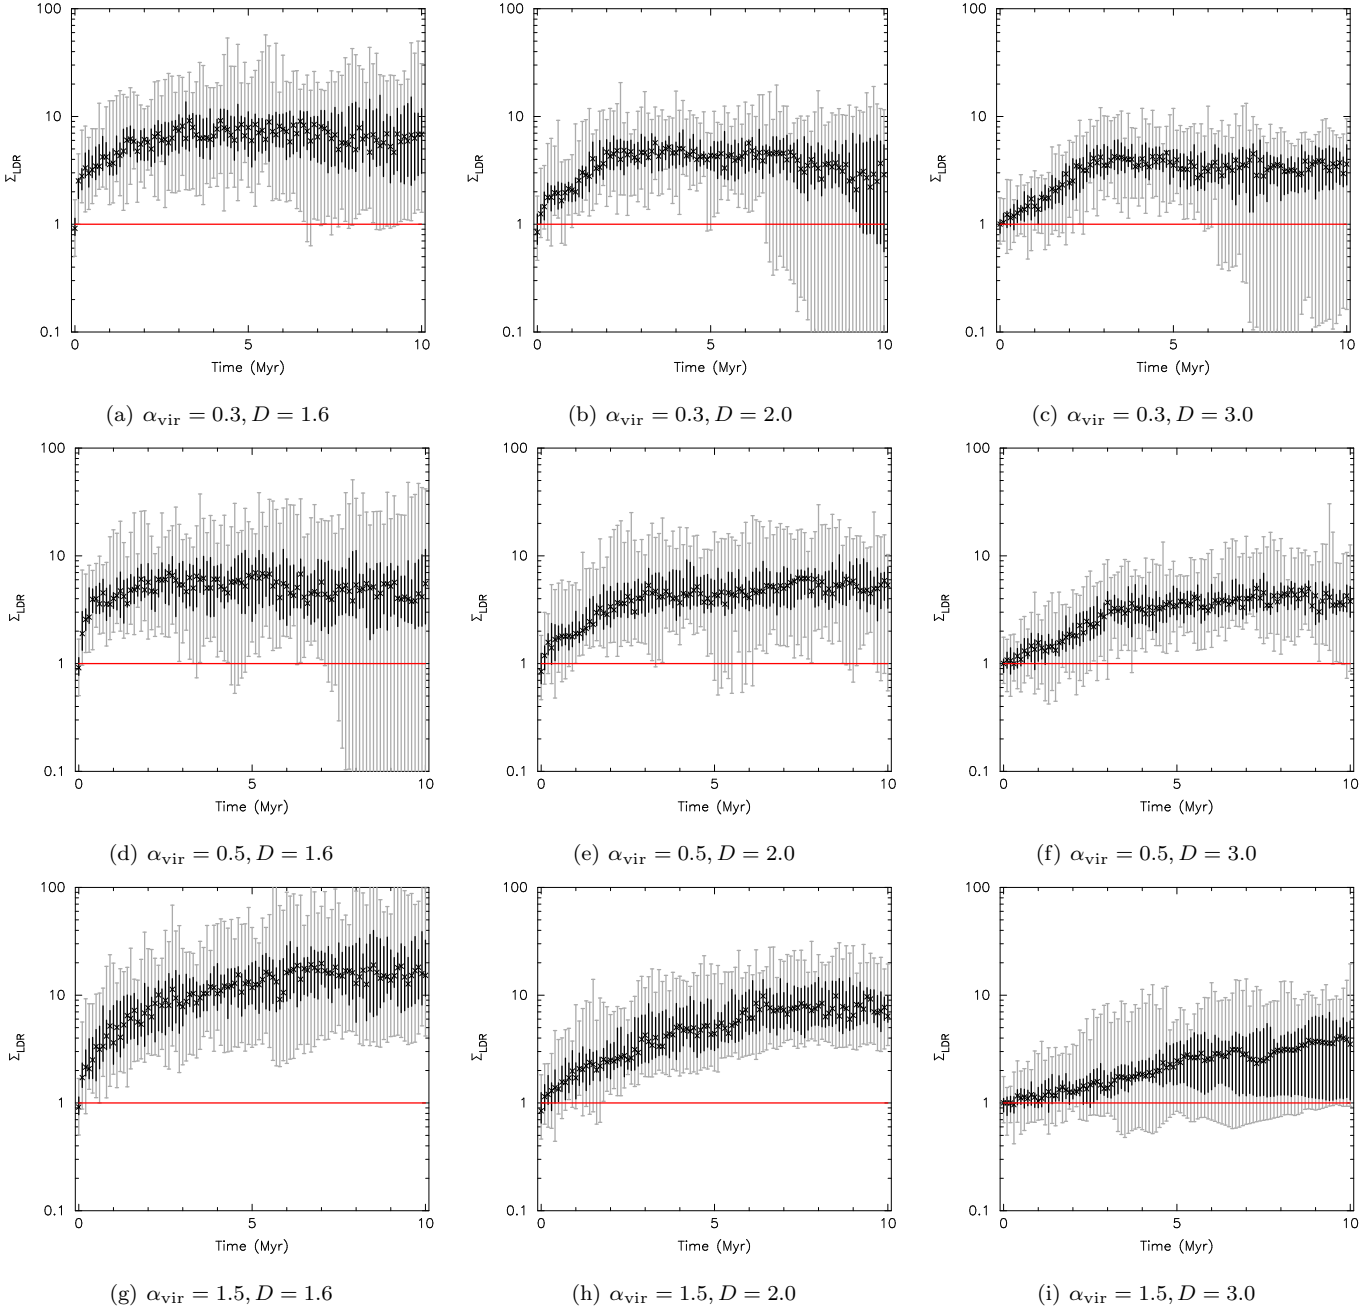 100
10
1
0.1
Σ_LDR
0 5 10
Time (Myr)
100
10
1
0.1
Σ_LDR
0 5 10
Time (Myr)
100
10
1
0.1
Σ_LDR
0 5 10
Time (Myr)
(a) α_vir = 0.3, D = 1.6
(b) α_vir = 0.3, D = 2.0
(c) α_vir = 0.3, D = 3.0
100
10
1
0.1
Σ_LDR
0 5 10
Time (Myr)
100
10
1
0.1
Σ_LDR
0 5 10
Time (Myr)
100
10
1
0.1
Σ_LDR
0 5 10
Time (Myr)
(d) α_vir = 0.5, D = 1.6
(e) α_vir = 0.5, D = 2.0
(f) α_vir = 0.5, D = 3.0
100
10
1
0.1
Σ_LDR
0 5 10
Time (Myr)
100
10
1
0.1
Σ_LDR
0 5 10
Time (Myr)
100
10
1
0.1
Σ_LDR
0 5 10
Time (Myr)
(g) α_vir = 1.5, D = 1.6
(h) α_vir = 1.5, D = 2.0
(i) α_vir = 1.5, D = 3.0